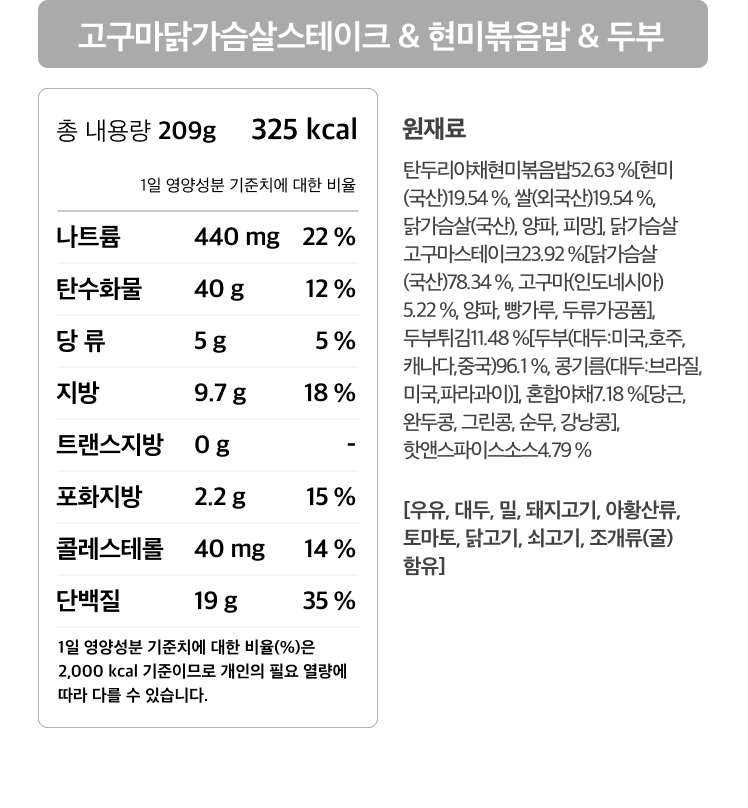 고구마닭가슴살스테이크 & 현미볶음밥 & 두부
총 내용량 209g 325 kcal
1일 영양성분 기준치에 대한 비율
나트륨 440 mg 22 %
탄수화물 40 g 12 %
당 류 5 g 5 %
지방 9.7 g 18 %
트랜스지방 0 g -
포화지방 2.2 g 15 %
콜레스테롤 40 mg 14 %
단백질 19 g 35 %
1일 영양성분 기준치에 대한 비율(%)은
2,000 kcal 기준이므로 개인의 필요 열량에
따라 다를 수 있습니다.
원재료
탄두리야채현미볶음밥52.63 %[현미
(국산)19.54 %, 쌀(외국산)19.54 %,
닭가슴살(국산), 양파, 피망], 닭가슴살
고구마스테이크23.92 %[닭가슴살
(국산)78.34 %, 고구마(인도네시아)
5.22 %, 양파, 빵가루, 두류가공품],
두부튀김11.48 %[두부(대두:미국,호주,
캐나다,중국)96.1 %, 콩기름(대두:브라질,
미국,파라과이)], 혼합야채7.18 %[당근,
완두콩, 그린콩, 순무, 강낭콩],
핫앤스파이스소스4.79 %
[우유, 대두, 밀, 돼지고기, 아황산류,
토마토, 닭고기, 쇠고기, 조개류(굴)
함유]